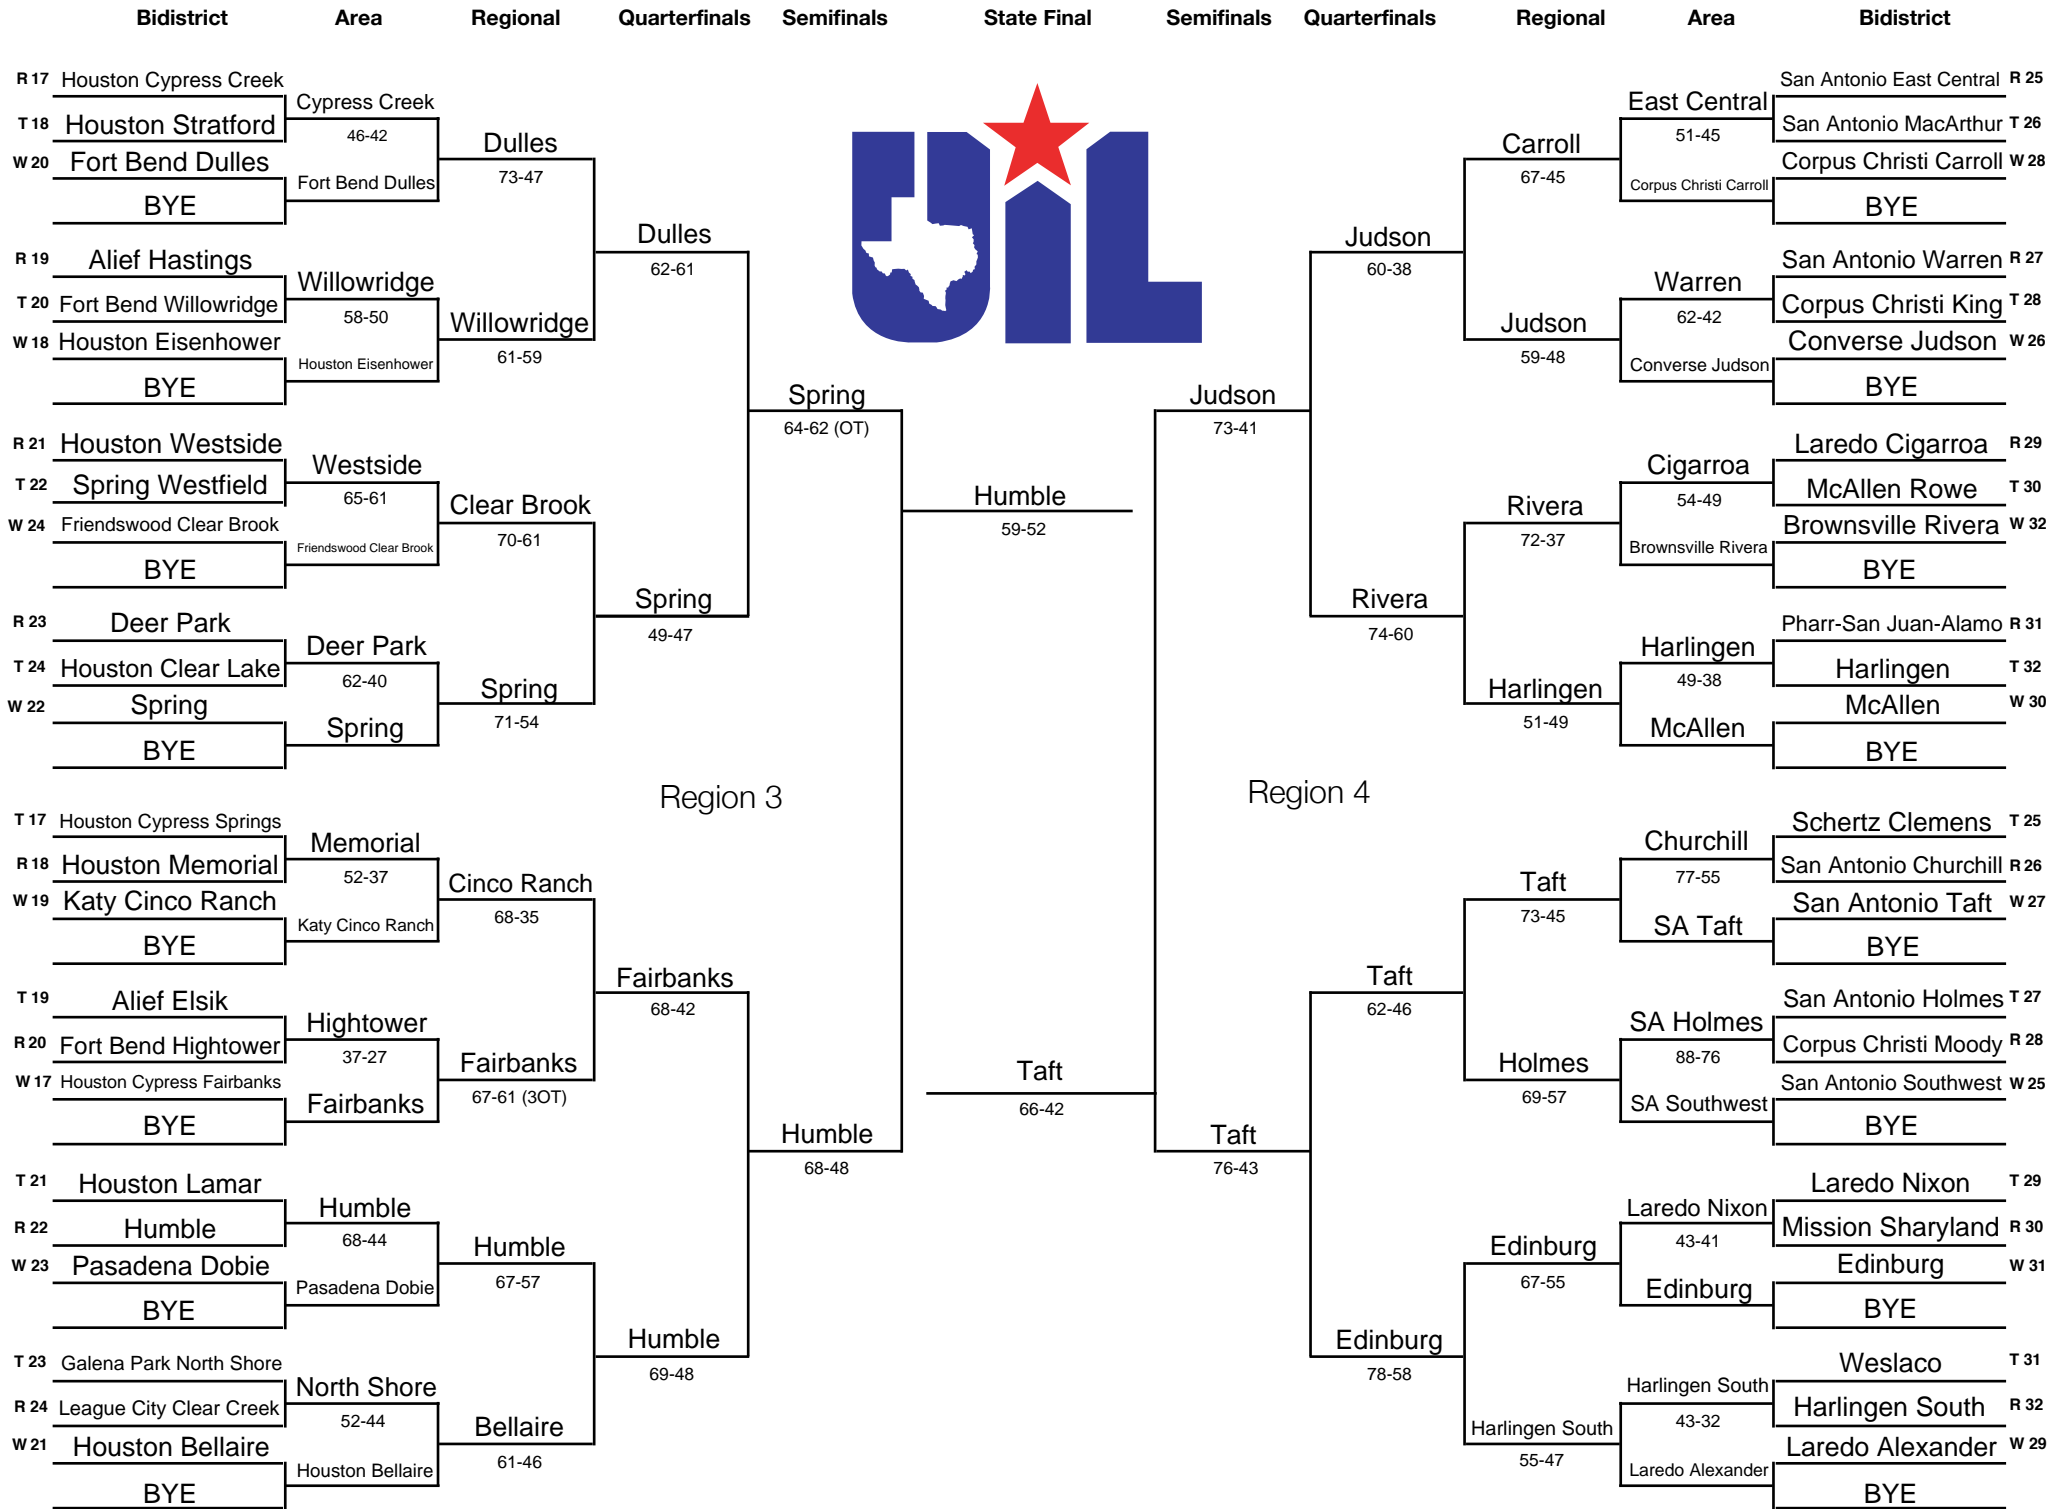 Bidistrict Area Regional Quarterfinals Semifinals State Final Semifinals Quarterfinals Regional Area Bidistrict
R 17 Houston Cypress Creek
Cypress Creek
46-42
T 18 Houston Stratford
W 20 Fort Bend Dulles
Fort Bend Dulles
BYE
Dulles
73-47
R 19 Alief Hastings
Willowridge
58-50
T 20 Fort Bend Willowridge
W 18 Houston Eisenhower
Houston Eisenhower
BYE
Willowridge
61-59
Dulles
62-61
R 21 Houston Westside
Westside
65-61
T 22 Spring Westfield
W 24 Friendswood Clear Brook
Friendswood Clear Brook
BYE
Clear Brook
70-61
R 23 Deer Park
Deer Park
62-40
T 24 Houston Clear Lake
W 22 Spring
Spring
BYE
Spring
71-54
Spring
49-47
Spring
64-62 (OT)
Region 3
T 17 Houston Cypress Springs
Memorial
52-37
R 18 Houston Memorial
W 19 Katy Cinco Ranch
Katy Cinco Ranch
BYE
Cinco Ranch
68-35
T 19 Alief Elsik
Hightower
37-27
R 20 Fort Bend Hightower
W 17 Houston Cypress Fairbanks
Fairbanks
BYE
Fairbanks
67-61 (3OT)
Fairbanks
68-42
T 21 Houston Lamar
Humble
68-44
R 22 Humble
W 23 Pasadena Dobie
Pasadena Dobie
BYE
Humble
67-57
T 23 Galena Park North Shore
North Shore
52-44
R 24 League City Clear Creek
W 21 Houston Bellaire
Houston Bellaire
BYE
Bellaire
61-46
Humble
69-48
Humble
68-48
UIL
Humble
59-52
Taft
66-42
Judson
73-41
Judson
60-38
Carroll
67-45
East Central
51-45
San Antonio East Central R 25
San Antonio MacArthur T 26
Corpus Christi Carroll
Corpus Christi Carroll W 28
BYE
Judson
59-48
Warren
62-42
San Antonio Warren R 27
Corpus Christi King T 28
Converse Judson
Converse Judson W 26
BYE
Rivera
74-60
Rivera
72-37
Cigarroa
54-49
Laredo Cigarroa R 29
McAllen Rowe T 30
Brownsville Rivera
Brownsville Rivera W 32
BYE
Harlingen
51-49
Harlingen
49-38
Pharr-San Juan-Alamo R 31
Harlingen T 32
McAllen
McAllen W 30
BYE
Region 4
Taft
76-43
Taft
62-46
Taft
73-45
Churchill
77-55
Schertz Clemens T 25
San Antonio Churchill R 26
SA Taft
San Antonio Taft W 27
BYE
Holmes
69-57
SA Holmes
88-76
San Antonio Holmes T 27
Corpus Christi Moody R 28
SA Southwest
San Antonio Southwest W 25
BYE
Edinburg
78-58
Edinburg
67-55
Laredo Nixon
43-41
Laredo Nixon T 29
Mission Sharyland R 30
Edinburg
Edinburg W 31
BYE
Harlingen South
55-47
Harlingen South
43-32
Weslaco T 31
Harlingen South R 32
Laredo Alexander
Laredo Alexander W 29
BYE